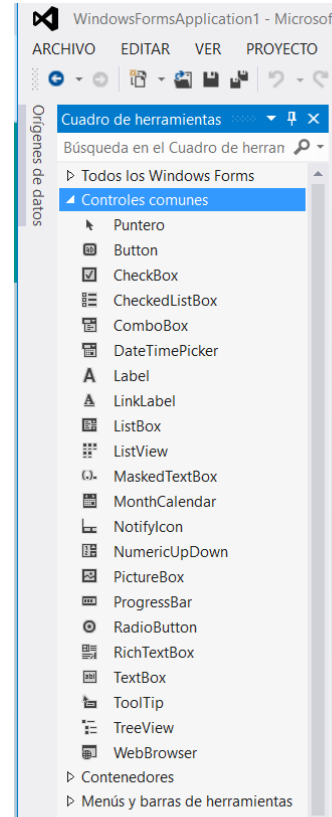 WindowsFormsApplication1 - Microsof
ARCHIVO EDITAR VER PROYECTO
Orígenes de datos
Cuadro de herramientas
Búsqueda en el Cuadro de herran
Todos los Windows Forms
Controles comunes
Puntero
Button
CheckBox
CheckedListBox
ComboBox
DateTimePicker
Label
LinkLabel
ListBox
ListView
MaskedTextBox
MonthCalendar
NotifyIcon
NumericUpDown
PictureBox
ProgressBar
RadioButton
RichTextBox
TextBox
ToolTip
TreeView
WebBrowser
Contenedores
Menús y barras de herramientas